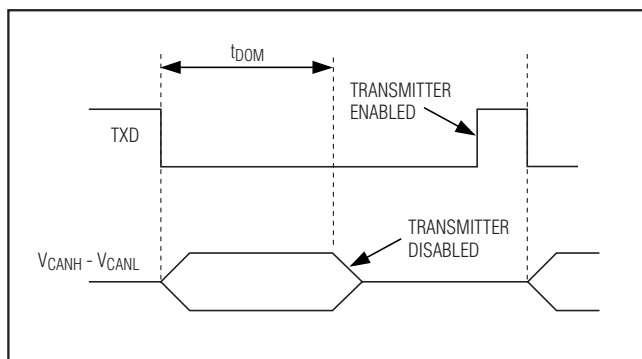 tDOM
TRANSMITTER
ENABLED
TXD
TRANSMITTER
DISABLED
VCANH - VCANL